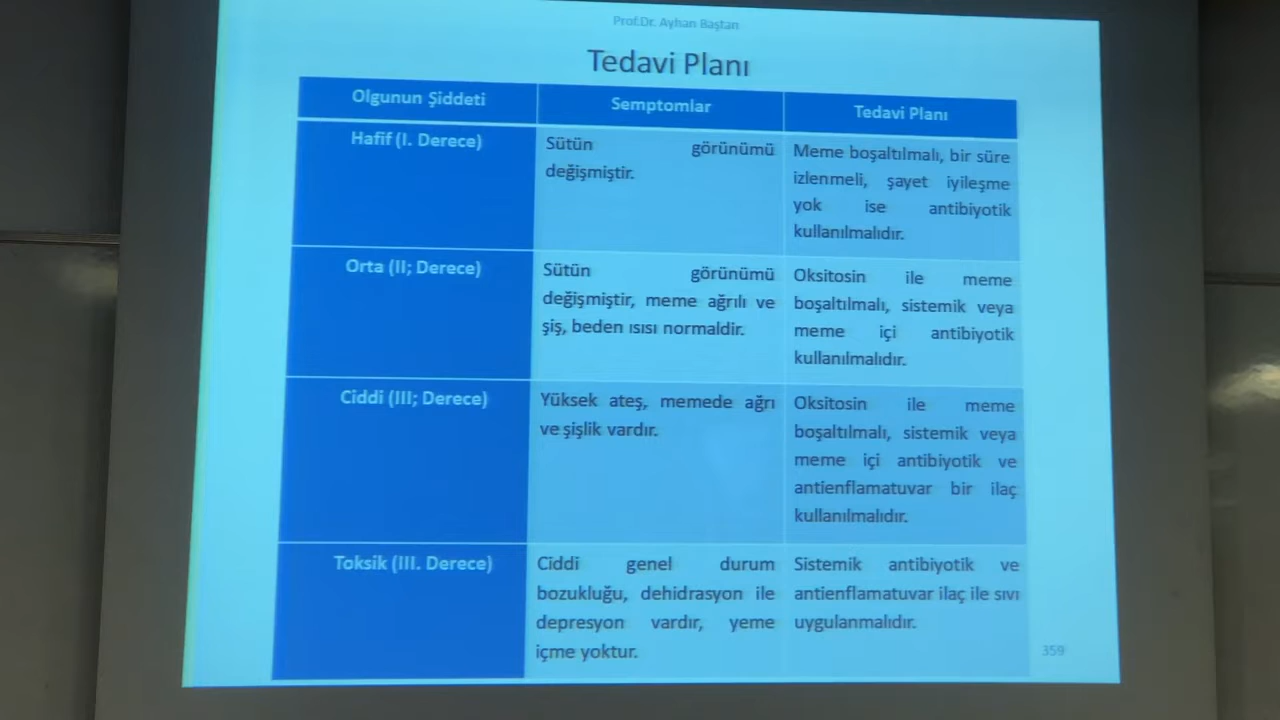 Prof.Dr. Ayhan Baştan
Tedavi Planı
Olgunun Şiddeti
Semptomlar
Tedavi Planı
Hafif (I. Derece)
Sütün görünümü
değişmiştir.
Meme boşaltılmalı, bir süre
izlenmeli, şayet iyileşme
yok ise antibiyotik
kullanılmalıdır.
Orta (II; Derece)
Sütün görünümü
değişmiştir, meme ağrılı ve
şiş, beden ısısı normaldir.
Oksitosin ile meme
boşaltılmalı, sistemik veya
meme içi antibiyotik
kullanılmalıdır.
Ciddi (III; Derece)
Yüksek ateş, memede ağrı
ve şişlik vardır.
Oksitosin ile meme
boşaltılmalı, sistemik veya
meme içi antibiyotik ve
antienflamatuvar bir ilaç
kullanılmalıdır.
Toksik (III. Derece)
Ciddi genel durum
bozukluğu, dehidrasyon ile
depresyon vardır, yeme
içme yoktur.
Sistemik antibiyotik ve
antienflamatuvar ilaç ile sıvı
uygulanmalıdır.
359